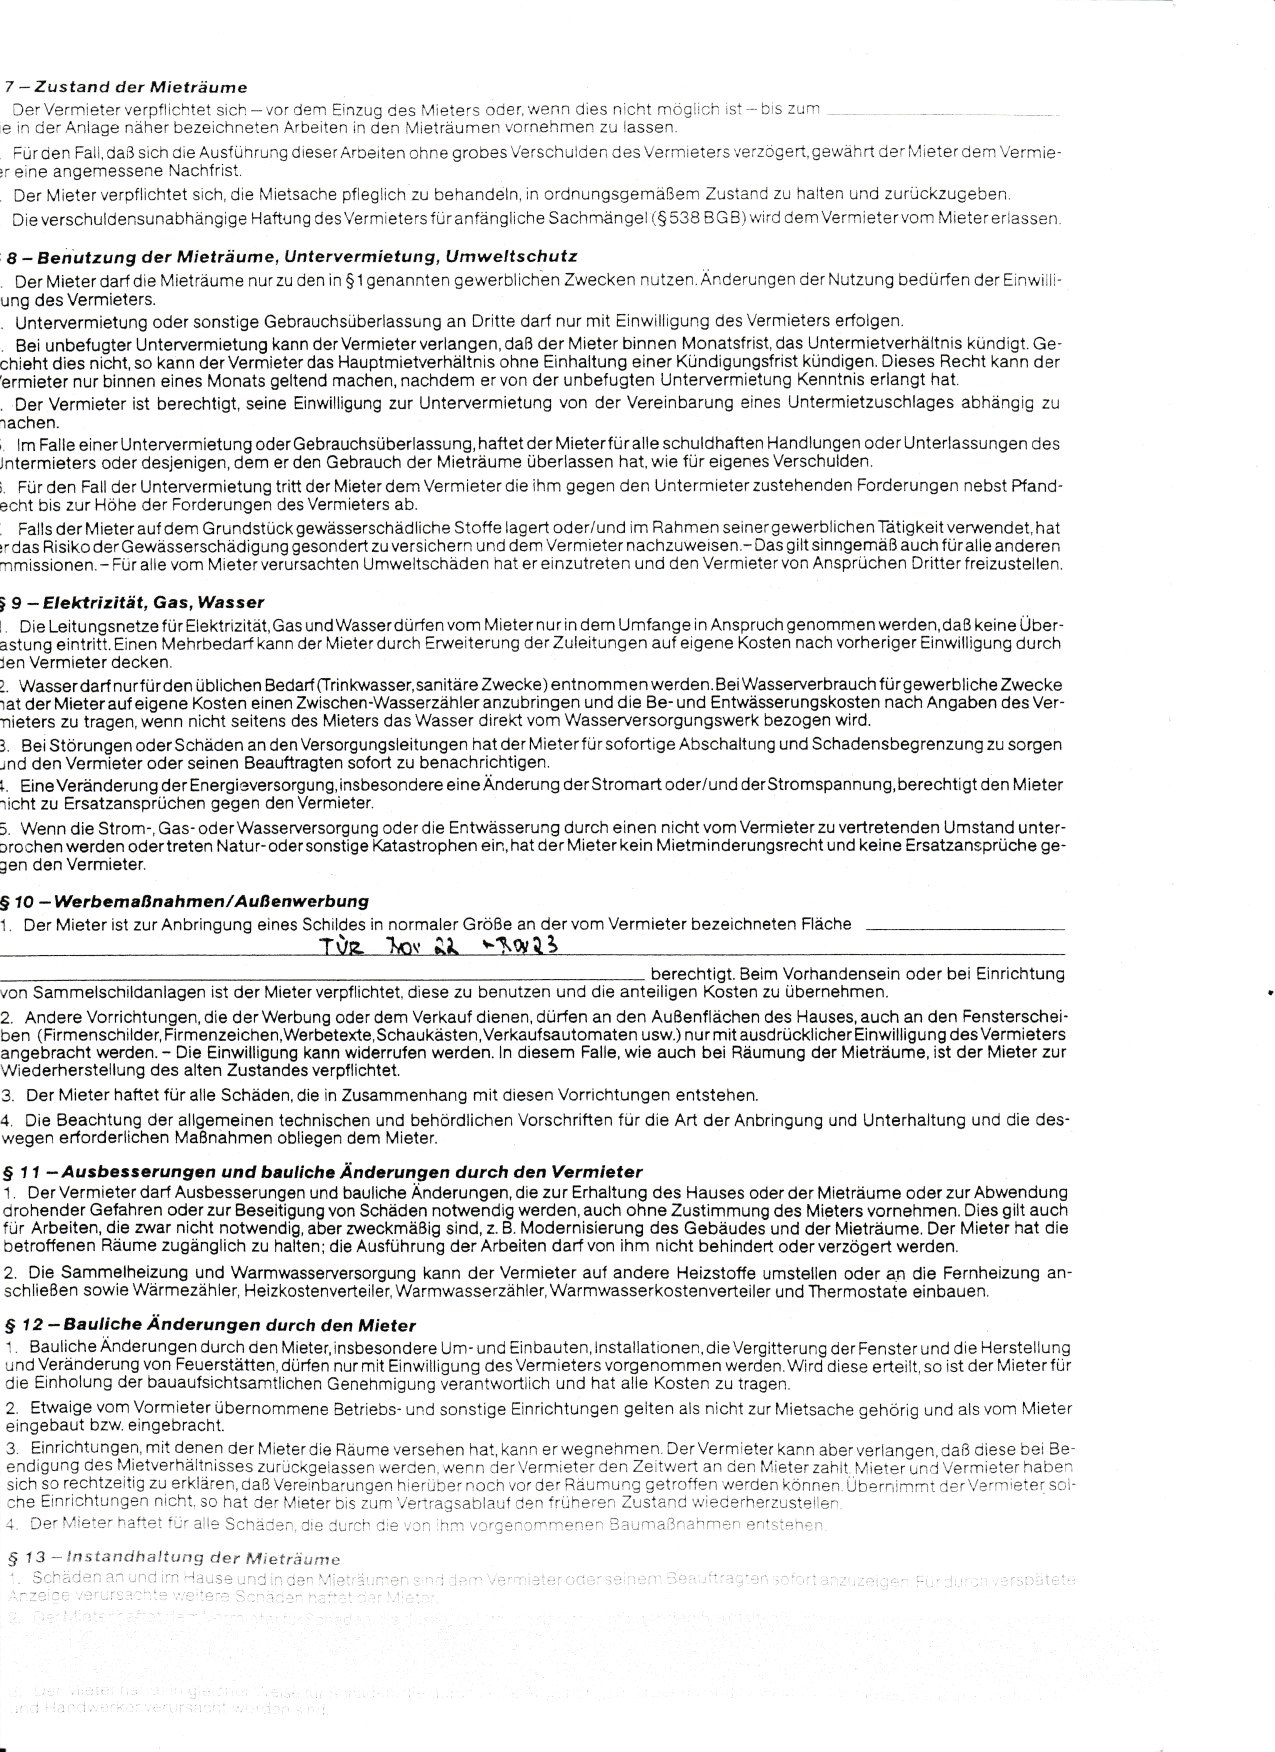 7 – Zustand der Mieträume
Der Vermieter verpflichtet sich – vor dem Einzug des Mieters oder, wenn dies nicht möglich ist – bis zum
e in der Anlage näher bezeichneten Arbeiten in den Mieträumen vornehmen zu lassen.
Für den Fall, daß sich die Ausführung dieser Arbeiten ohne grobes Verschulden des Vermieters verzögert, gewährt der Mieter dem Vermie-
er eine angemessene Nachfrist.
Der Mieter verpflichtet sich, die Mietsache pfleglich zu behandeln, in ordnungsgemäßem Zustand zu halten und zurückzugeben.
Die verschuldensunabhängige Haftung des Vermieters für anfängliche Sachmängel (§ 538 BGB) wird dem Vermieter vom Mieter erlassen.
8 – Benutzung der Mieträume, Untervermietung, Umweltschutz
. Der Mieter darf die Mieträume nur zu den in § 1 genannten gewerblichen Zwecken nutzen. Änderungen der Nutzung bedürfen der Einwilli-
ung des Vermieters.
. Untervermietung oder sonstige Gebrauchsüberlassung an Dritte darf nur mit Einwilligung des Vermieters erfolgen.
. Bei unbefugter Untervermietung kann der Vermieter verlangen, daß der Mieter binnen Monatsfrist, das Untermietverhältnis kündigt. Ge-
chieht dies nicht, so kann der Vermieter das Hauptmietverhältnis ohne Einhaltung einer Kündigungsfrist kündigen. Dieses Recht kann der
ermieter nur binnen eines Monats geltend machen, nachdem er von der unbefugten Untervermietung Kenntnis erlangt hat.
. Der Vermieter ist berechtigt, seine Einwilligung zur Untervermietung von der Vereinbarung eines Untermietzuschlages abhängig zu
nachen.
. Im Falle einer Untervermietung oder Gebrauchsüberlassung, haftet der Mieter für alle schuldhaften Handlungen oder Unterlassungen des
Untermieters oder desjenigen, dem er den Gebrauch der Mieträume überlassen hat, wie für eigenes Verschulden.
6. Für den Fall der Untervermietung tritt der Mieter dem Vermieter die ihm gegen den Untermieter zustehenden Forderungen nebst Pfand-
echt bis zur Höhe der Forderungen des Vermieters ab.
Falls der Mieter auf dem Grundstück gewässerschädliche Stoffe lagert oder/und im Rahmen seiner gewerblichen Tätigkeit verwendet, hat
er das Risiko der Gewässerschädigung gesondert zu versichern und dem Vermieter nachzuweisen. – Das gilt sinngemäß auch für alle anderen
mmissionen. – Für alle vom Mieter verursachten Umweltschäden hat er einzutreten und den Vermieter von Ansprüchen Dritter freizustellen.
§ 9 – Elektrizität, Gas, Wasser
1. Die Leitungsnetze für Elektrizität, Gas und Wasser dürfen vom Mieter nur in dem Umfange in Anspruch genommen werden, daß keine Über-
astung eintritt. Einen Mehrbedarf kann der Mieter durch Erweiterung der Zuleitungen auf eigene Kosten nach vorheriger Einwilligung durch
den Vermieter decken.
2. Wasser darf nur für den üblichen Bedarf (Trinkwasser, sanitäre Zwecke) entnommen werden. Bei Wasserverbrauch für gewerbliche Zwecke
hat der Mieter auf eigene Kosten einen Zwischen-Wasserzähler anzubringen und die Be- und Entwässerungskosten nach Angaben des Ver-
mieters zu tragen, wenn nicht seitens des Mieters das Wasser direkt vom Wasserversorgungswerk bezogen wird.
3. Bei Störungen oder Schäden an den Versorgungsleitungen hat der Mieter für sofortige Abschaltung und Schadensbegrenzung zu sorgen
und den Vermieter oder seinen Beauftragten sofort zu benachrichtigen.
4. Eine Veränderung der Energieversorgung, insbesondere eine Änderung der Stromart oder/und der Stromspannung, berechtigt den Mieter
nicht zu Ersatzansprüchen gegen den Vermieter.
5. Wenn die Strom-, Gas- oder Wasserversorgung oder die Entwässerung durch einen nicht vom Vermieter zu vertretenden Umstand unter-
brochen werden oder treten Natur- oder sonstige Katastrophen ein, hat der Mieter kein Mietminderungsrecht und keine Ersatzansprüche ge-
gen den Vermieter.
§ 10 – Werbemaßnahmen/Außenwerbung
1. Der Mieter ist zur Anbringung eines Schildes in normaler Größe an der vom Vermieter bezeichneten Fläche
TÜR Nov 22 23
berechtigt. Beim Vorhandensein oder bei Einrichtung
von Sammelschildanlagen ist der Mieter verpflichtet, diese zu benutzen und die anteiligen Kosten zu übernehmen.
2. Andere Vorrichtungen, die der Werbung oder dem Verkauf dienen, dürfen an den Außenflächen des Hauses, auch an den Fensterschei-
ben (Firmenschilder, Firmenzeichen, Werbetexte, Schaukästen, Verkaufsautomaten usw.) nur mit ausdrücklicher Einwilligung des Vermieters
angebracht werden. – Die Einwilligung kann widerrufen werden. In diesem Falle, wie auch bei Räumung der Mieträume, ist der Mieter zur
Wiederherstellung des alten Zustandes verpflichtet.
3. Der Mieter haftet für alle Schäden, die in Zusammenhang mit diesen Vorrichtungen entstehen.
4. Die Beachtung der allgemeinen technischen und behördlichen Vorschriften für die Art der Anbringung und Unterhaltung und die des-
wegen erforderlichen Maßnahmen obliegen dem Mieter.
§ 11 – Ausbesserungen und bauliche Änderungen durch den Vermieter
1. Der Vermieter darf Ausbesserungen und bauliche Änderungen, die zur Erhaltung des Hauses oder der Mieträume oder zur Abwendung
drohender Gefahren oder zur Beseitigung von Schäden notwendig werden, auch ohne Zustimmung des Mieters vornehmen. Dies gilt auch
für Arbeiten, die zwar nicht notwendig, aber zweckmäßig sind, z. B. Modernisierung des Gebäudes und der Mieträume. Der Mieter hat die
betroffenen Räume zugänglich zu halten; die Ausführung der Arbeiten darf von ihm nicht behindert oder verzögert werden.
2. Die Sammelheizung und Warmwasserversorgung kann der Vermieter auf andere Heizstoffe umstellen oder an die Fernheizung an-
schließen sowie Wärmezähler, Heizkostenverteiler, Warmwasserzähler, Warmwasserkostenverteiler und Thermostate einbauen.
§ 12 – Bauliche Änderungen durch den Mieter
1. Bauliche Änderungen durch den Mieter, insbesondere Um- und Einbauten, Installationen, die Vergitterung der Fenster und die Herstellung
und Veränderung von Feuerstätten, dürfen nur mit Einwilligung des Vermieters vorgenommen werden. Wird diese erteilt, so ist der Mieter für
die Einholung der bauaufsichtsamtlichen Genehmigung verantwortlich und hat alle Kosten zu tragen.
2. Etwaige vom Vormieter übernommene Betriebs- und sonstige Einrichtungen gelten als nicht zur Mietsache gehörig und als vom Mieter
eingebaut bzw. eingebracht.
3. Einrichtungen, mit denen der Mieter die Räume versehen hat, kann er wegnehmen. Der Vermieter kann aber verlangen, daß diese bei Be-
endigung des Mietverhältnisses zurückgelassen werden, wenn der Vermieter den Zeitwert an den Mieter zahlt. Mieter und Vermieter haben
sich so rechtzeitig zu erklären, daß Vereinbarungen hierüber noch vor der Räumung getroffen werden können. Übernimmt der Vermieter sol-
che Einrichtungen nicht, so hat der Mieter bis zum Vertragsablauf den früheren Zustand wiederherzustellen.
4. Der Mieter haftet für alle Schäden, die durch die von ihm vorgenommenen Baumaßnahmen entstehen.
§ 13 – Instandhaltung der Mieträume
1. Schäden an und im Hause und in den Mieträumen sind dem Vermieter oder seinem Beauftragten sofort anzuzeigen. Für durch verspätete
Anzeige verursachte weitere Schäden haftet der Mieter.
und Handwerker verursacht worden sind.